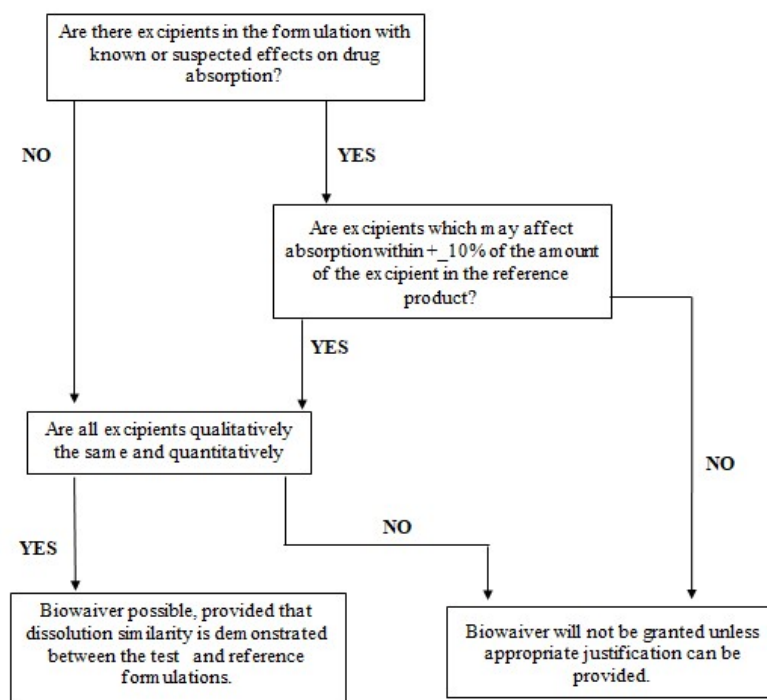 Are there excipients in the formulation with
known or suspected effects on drug
absorption?
NO
YES
Are excipients which may affect
absorption within +_10% of the amount
of the excipient in the reference
product?
YES
Are all excipients qualitatively
the same and quantitatively
NO
NO
YES
Biowaiver possible, provided that
dissolution similarity is demonstrated
between the test and reference
formulations.
Biowaiver will not be granted unless
appropriate justification can be
provided.